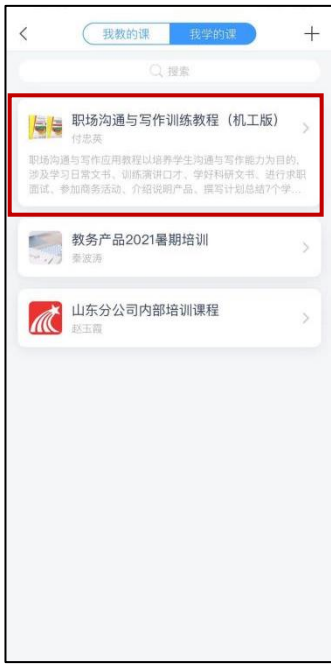 我教的课 我学的课
搜索
职场沟通与写作训练教程（机工版）
付忠英
职场沟通与写作应用教程以培养学生沟通与写作能力为目的，
涉及学习日常文书、训练演讲口才、学好科研文书、进行求职
面试、参加商务活动、介绍说明产品、撰写计划总结7个学...
教务产品2021暑期培训
秦波涛
山东分公司内部培训课程
赵玉霞